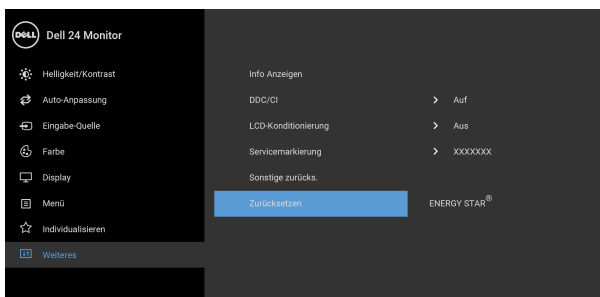 DELL Dell 24 Monitor
Helligkeit/Kontrast Info Anzeigen
Auto-Anpassung DDC/CI Auf
Eingabe-Quelle LCD-Konditionierung Aus
Farbe Servicemarkierung XXXXXXX
Display Sonstige zurücks.
Menü Zurücksetzen ENERGY STAR®
Individualisieren
Weiteres